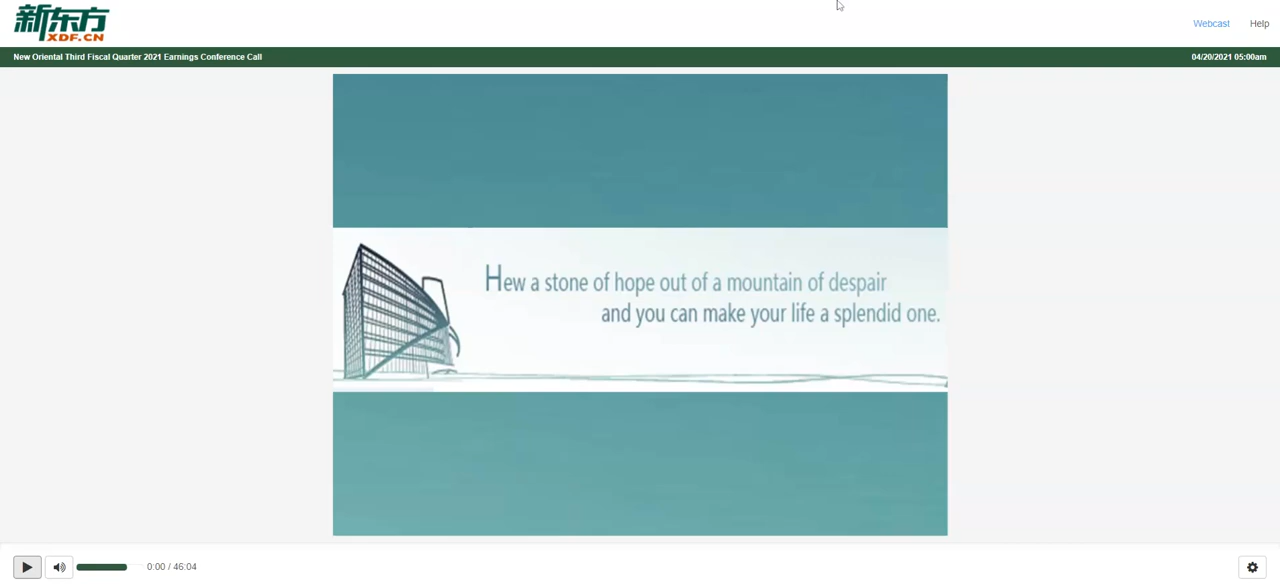 新东方
XDF.CN
Webcast Help
New Oriental Third Fiscal Quarter 2021 Earnings Conference Call 04/20/2021 05:00am
Hew a stone of hope out of a mountain of despair
and you can make your life a splendid one.
0:00 / 46:04